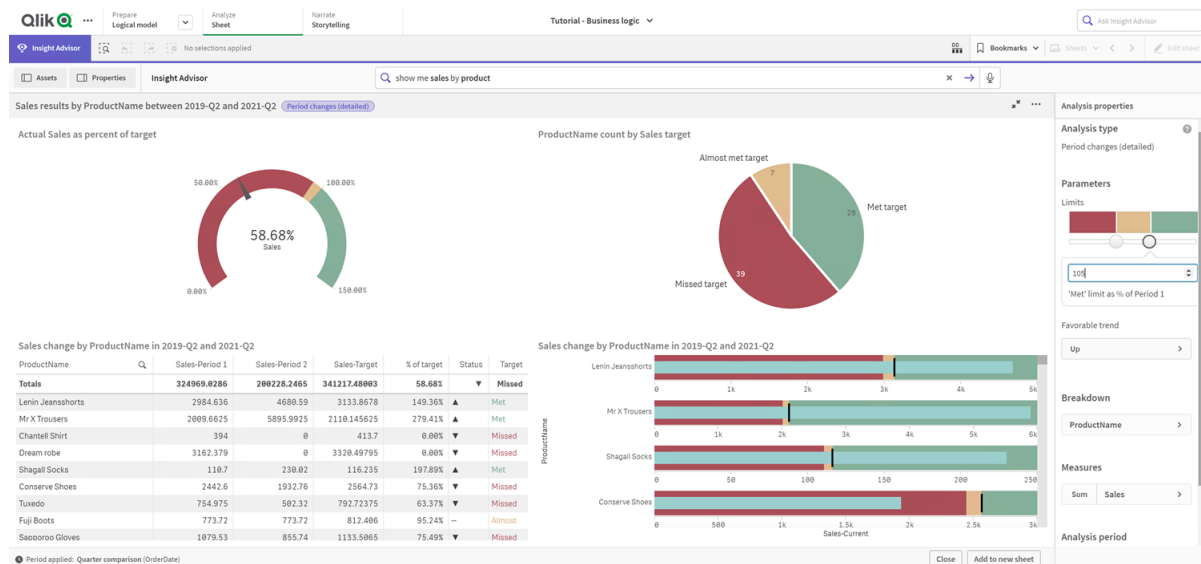 Qlik
Prepare
Logical model
Analyze
Sheet
Narrate
Storytelling
Tutorial - Business logic
Ask Insight Advisor
Insight Advisor
No selections applied
Bookmarks
Sheets
Edit sheet
Assets
Properties
Insight Advisor
show me sales by product
Sales results by ProductName between 2019-Q2 and 2021-Q2 Period changes (detailed)
Actual Sales as percent of target
50.00%
100.00%
58.68%
Sales
0.00%
150.00%
ProductName count by Sales target
Almost met target
7
Met target
29
39
Missed target
Sales change by ProductName in 2019-Q2 and 2021-Q2
ProductName Sales-Period 1 Sales-Period 2 Sales-Target % of target Status Target
Totals 324969.0286 200228.2465 341217.48003 58.68% ▼ Missed
Lenin Jeansshorts 2984.636 4680.59 3133.8678 149.36% ▲ Met
Mr X Trousers 2009.6625 5895.9925 2110.145625 279.41% ▲ Met
Chantell Shirt 394 0 413.7 0.00% ▼ Missed
Dream robe 3162.379 0 3320.49795 0.00% ▼ Missed
Shagall Socks 110.7 230.02 116.235 197.89% ▲ Met
Conserve Shoes 2442.6 1932.76 2564.73 75.36% ▼ Missed
Tuxedo 754.975 502.32 792.72375 63.37% ▼ Missed
Fuji Boots 773.72 773.72 812.406 95.24% -- Almost
Sapporoo Gloves 1079.53 855.74 1133.5065 75.49% ▼ Missed
Sales change by ProductName in 2019-Q2 and 2021-Q2
ProductName
Lenin Jeansshorts
0 1k 2k 3k 4k 5k
Mr X Trousers
0 1k 2k 3k 4k 5k 6k
Shagall Socks
0 50 100 150 200 250
Conserve Shoes
0 500 1k 1.5k 2k 2.5k 3k
Sales-Current
Analysis properties
Analysis type
Period changes (detailed)
Parameters
Limits
105
'Met' limit as % of Period 1
Favorable trend
Up
Breakdown
ProductName
Measures
Sum Sales
Analysis period
Period applied: Quarter comparison (OrderDate)
Close
Add to new sheet